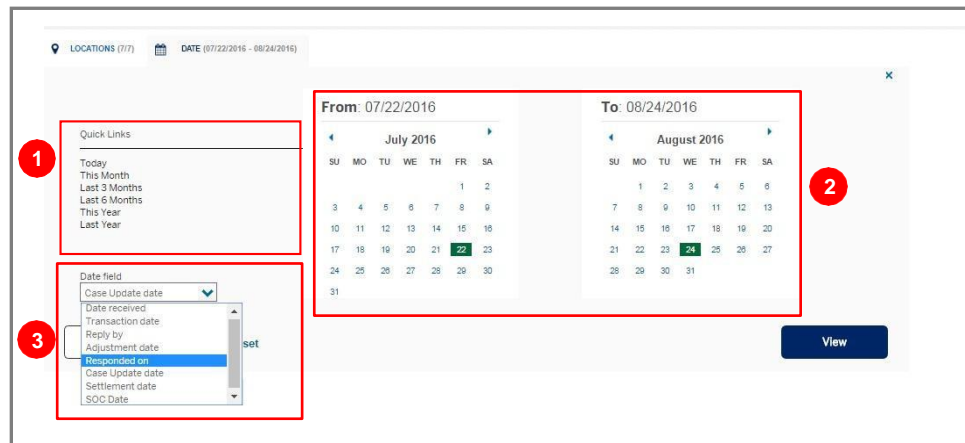 LOCATIONS (7/7) DATE (07/22/2016 - 08/24/2016)
×
From: 07/22/2016
July 2016
SU MO TU WE TH FR SA
1 2
3 4 5 6 7 8 9
10 11 12 13 14 15 16
17 18 19 20 21 22 23
24 25 26 27 28 29 30
31
To: 08/24/2016
August 2016
SU MO TU WE TH FR SA
1 2 3 4 5 6
7 8 9 10 11 12 13
14 15 16 17 18 19 20
21 22 23 24 25 26 27
28 29 30 31
2
1
Quick Links
Today
This Month
Last 3 Months
Last 6 Months
This Year
Last Year
3
Date field
Case Update date
Date received
Transaction date
Reply by
Adjustment date
Responded on
Case Update date
Settlement date
SOC Date
set
View